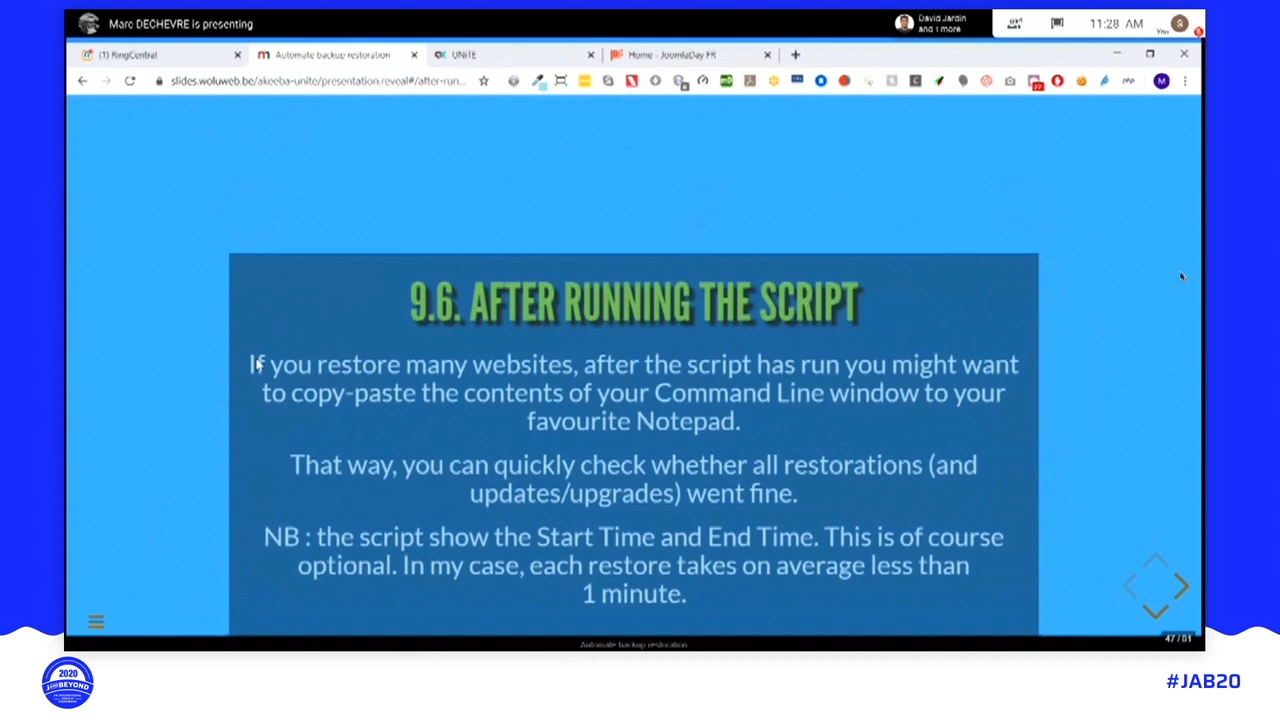 Marc DECHEVRE is presenting
David Jardin
and 1 more
11:28 AM
You
S
(1) RingCentral
Automate backup restoration
UNITE
Home - JoomlaDay FR
slides.woluweb.be/akeeba-unite/presentation.reveal#/after-run...
M
9.6. AFTER RUNNING THE SCRIPT
If you restore many websites, after the script has run you might want
to copy-paste the contents of your Command Line window to your
favourite Notepad.
That way, you can quickly check whether all restorations (and
updates/upgrades) went fine.
NB : the script show the Start Time and End Time. This is of course
optional. In my case, each restore takes on average less than
1 minute.
Automate backup restoration
2020
#JAB20